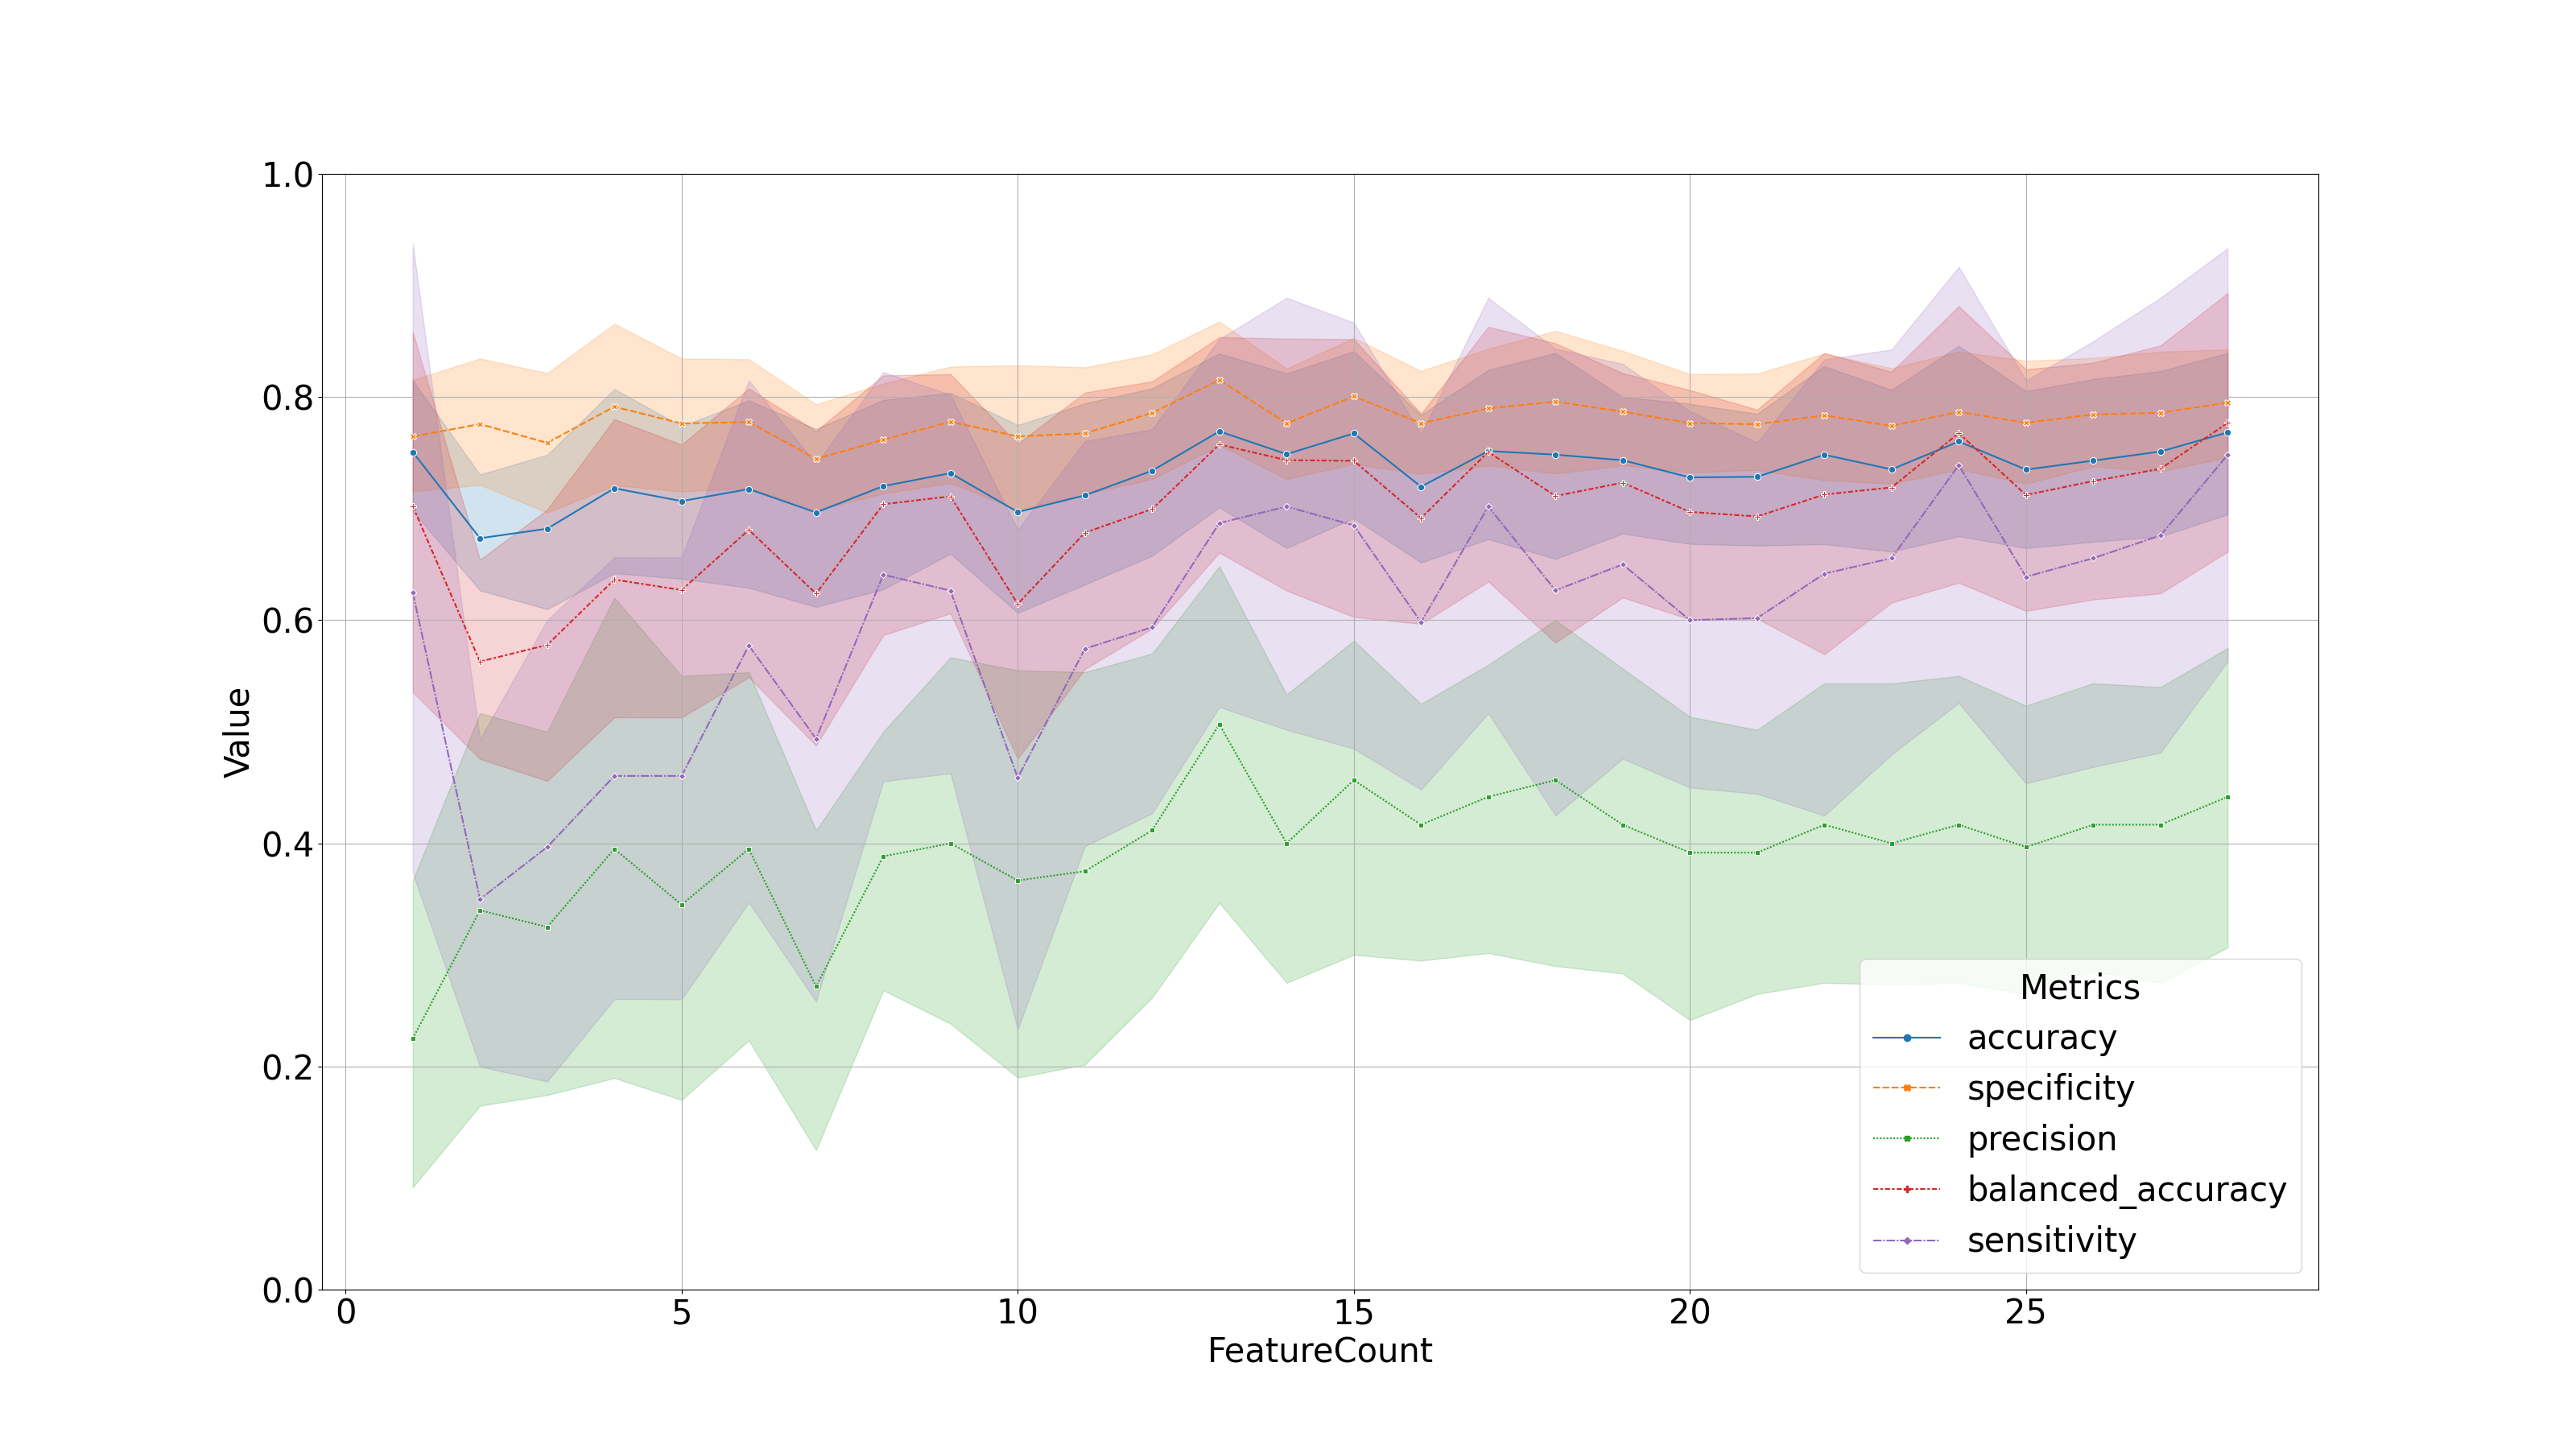 1.0
0.8
0.6
0.4
0.2
0.0
Value
0 5 10 15 20 25
FeatureCount
Metrics
accuracy
specificity
precision
balanced_accuracy
sensitivity